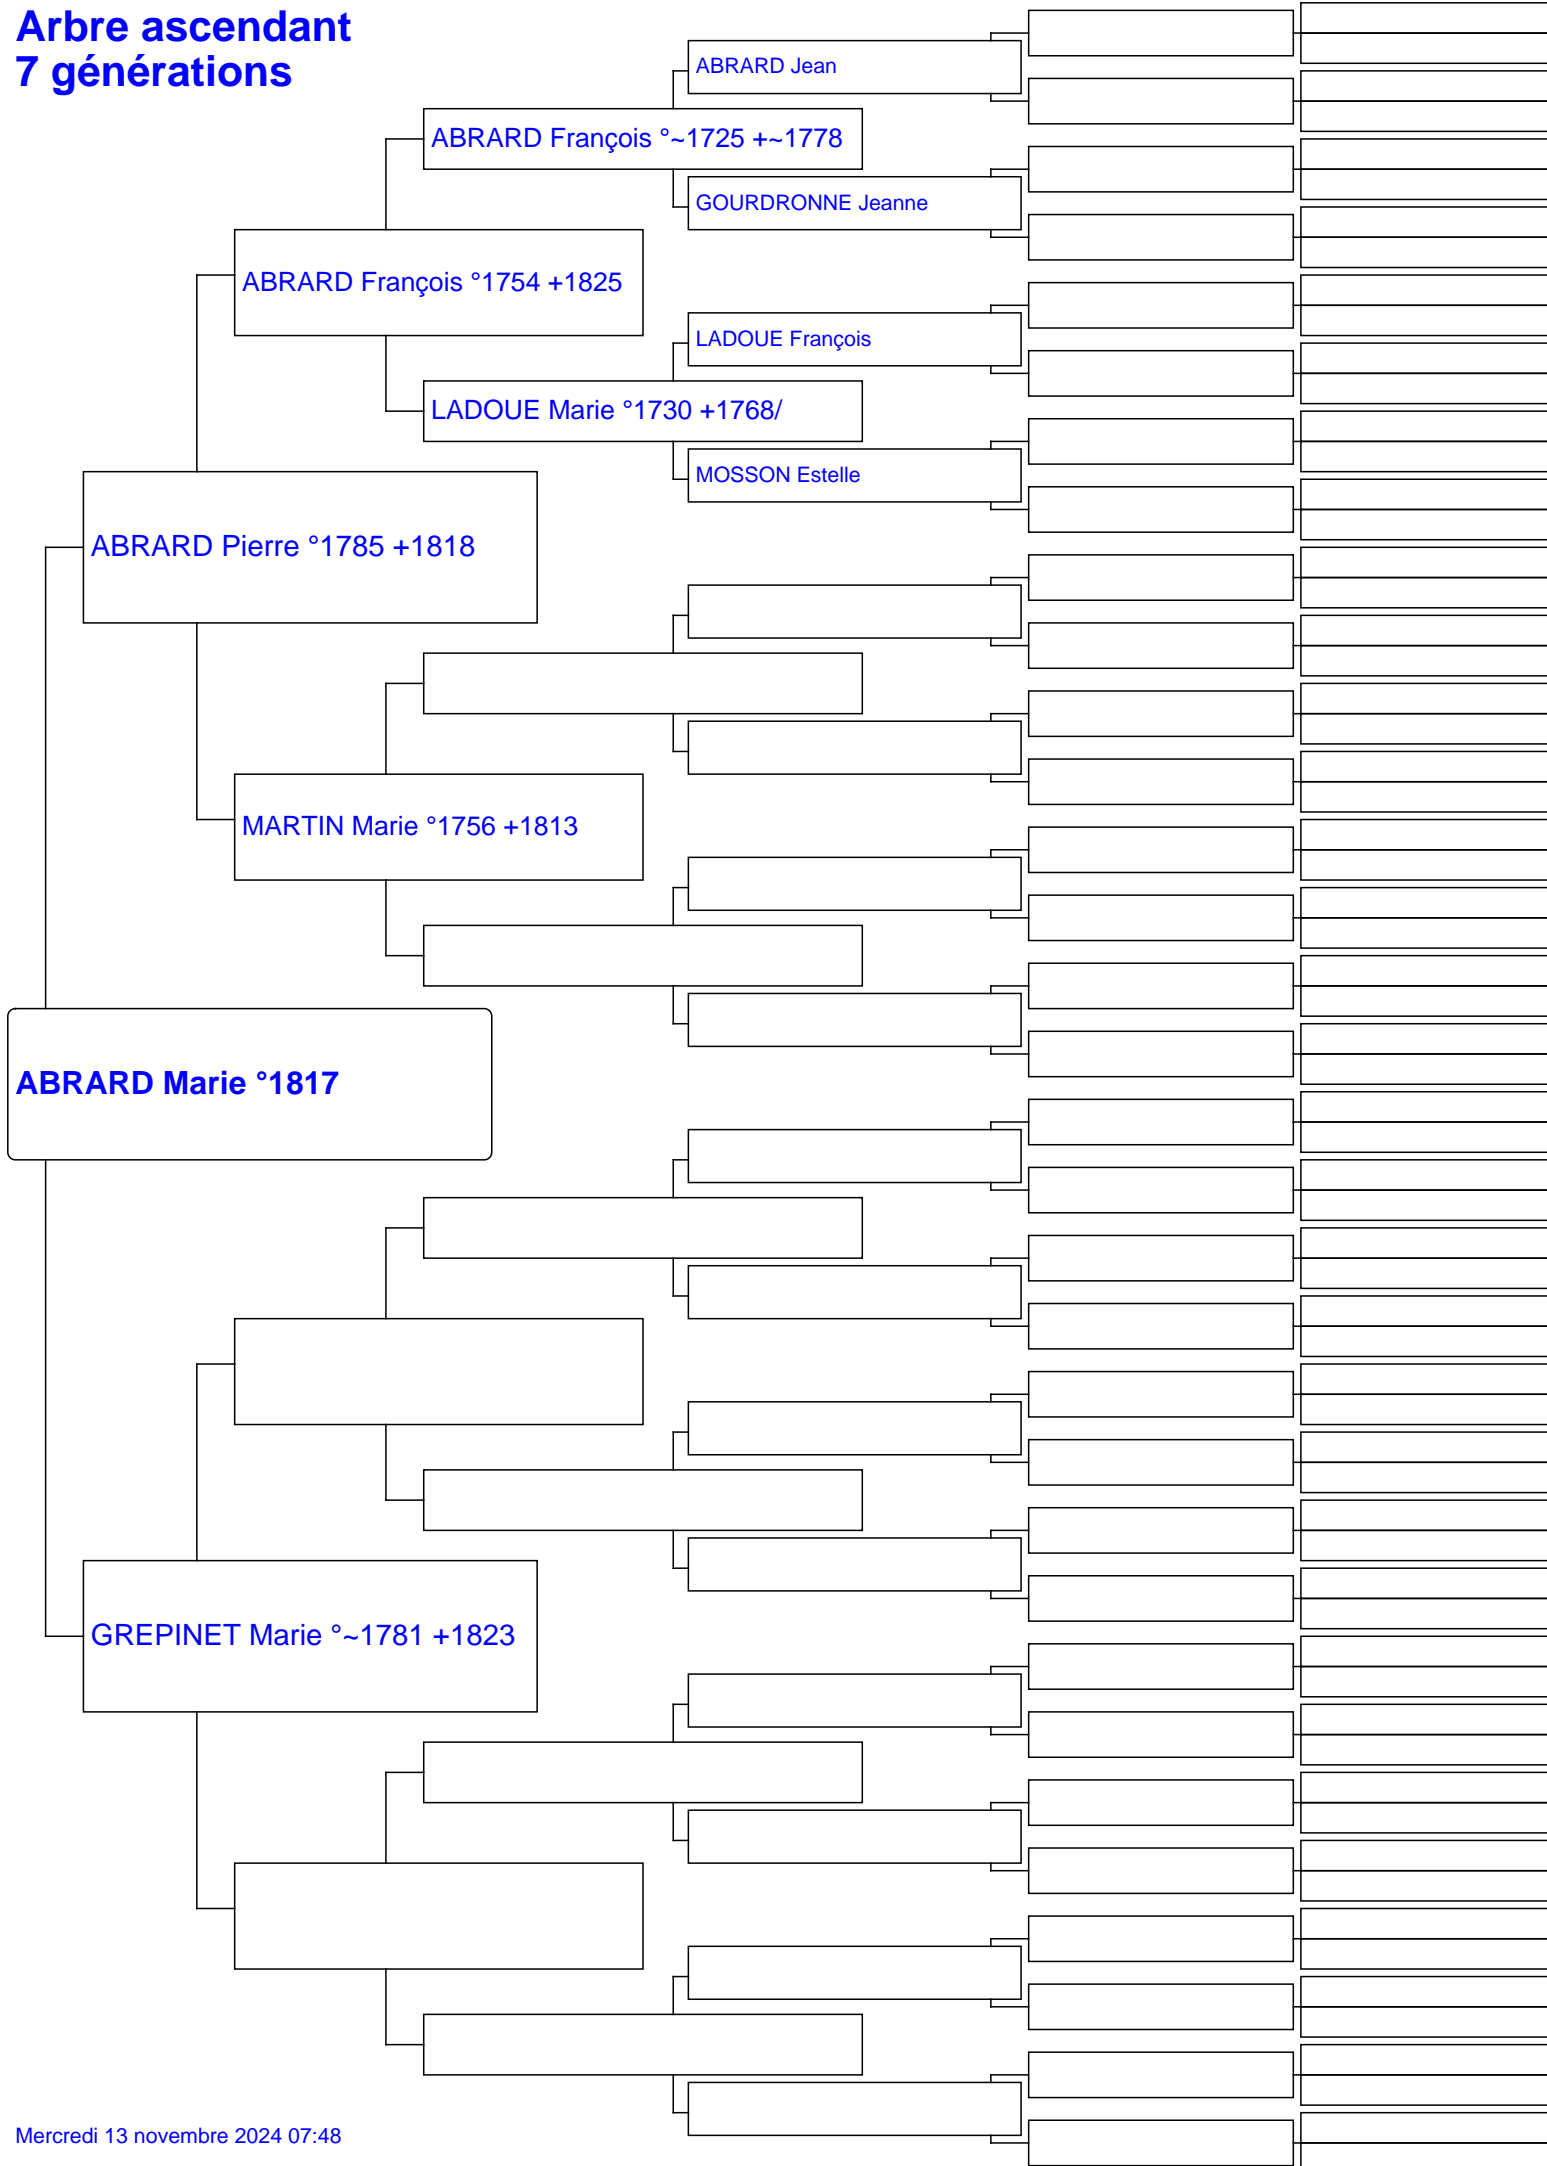 Arbre ascendant
7 générations
ABRARD Jean
ABRARD François °~1725 +~1778
GOURDRONNE Jeanne
ABRARD François °1754 +1825
LADOUE François
LADOUE Marie °1730 +1768/
MOSSON Estelle
ABRARD Pierre °1785 +1818
MARTIN Marie °1756 +1813
ABRARD Marie °1817
GREPINET Marie °~1781 +1823
Mercredi 13 novembre 2024 07:48